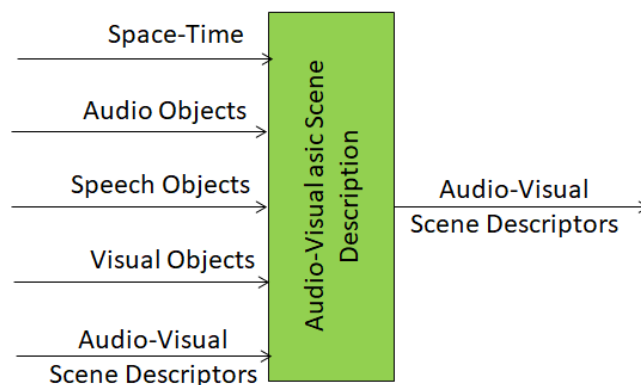 Space-Time
Audio Objects
Speech Objects
Visual Objects
Audio-Visual
Scene Descriptors
Audio-Visual asic Scene
Description
Audio-Visual
Scene Descriptors